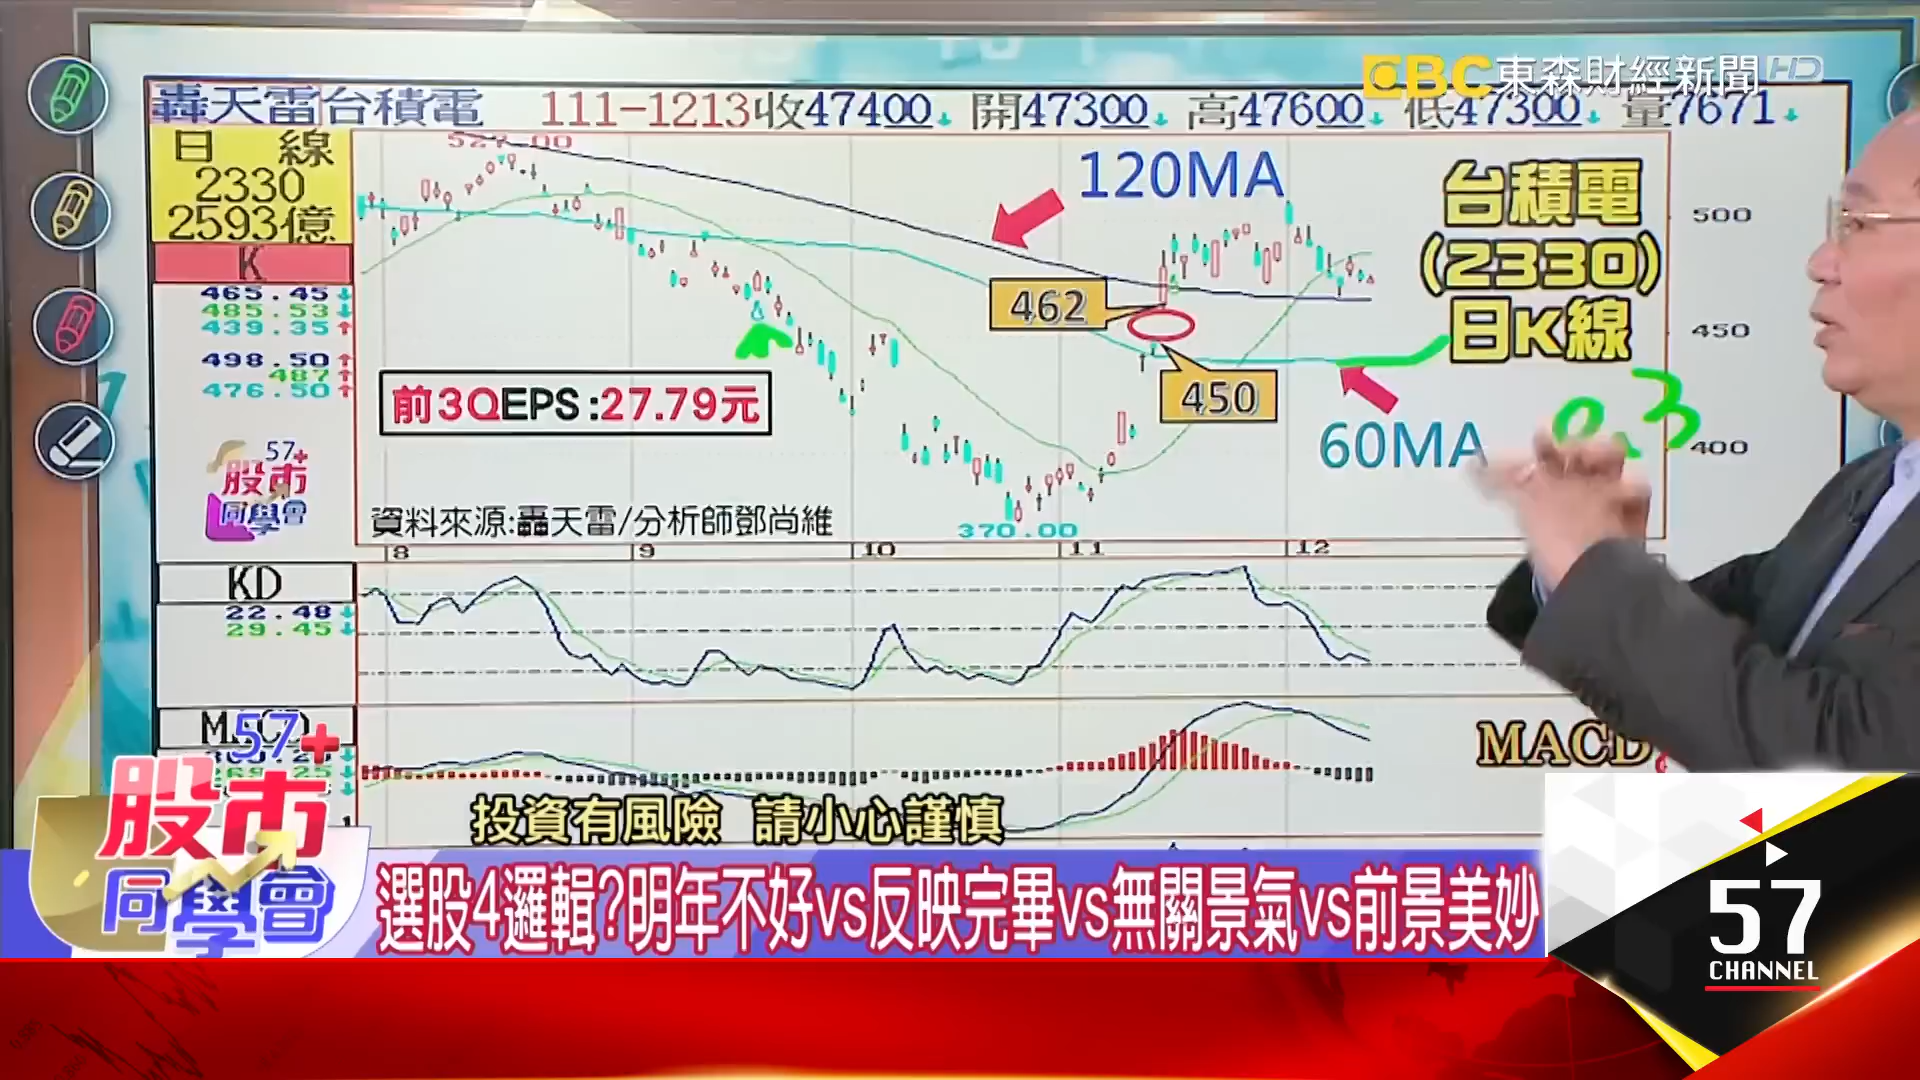 EBC東森財經新聞HD
轟天雷台積電 111-1213收47400↓ 開47300↓ 高47600↓ 低47300↓ 量7671↓
日 線
2330
2593億
K
465.45↓
485.53↓
439.35↑
498.50↑
487↑
476.50↑
57+
股市
同學會
120MA
台積電
(2330)
日K線
500
450
400
462
450
60MA
0.3
前3QEPS:27.79元
資料來源:轟天雷/分析師鄧尚維
370.00
8
9
10
11
12
KD
22.48↓
29.45↓
MACD
57+
股市
同學會
投資有風險 請小心謹慎
選股4邏輯?明年不好vs反映完畢vs無關景氣vs前景美妙
57
CHANNEL